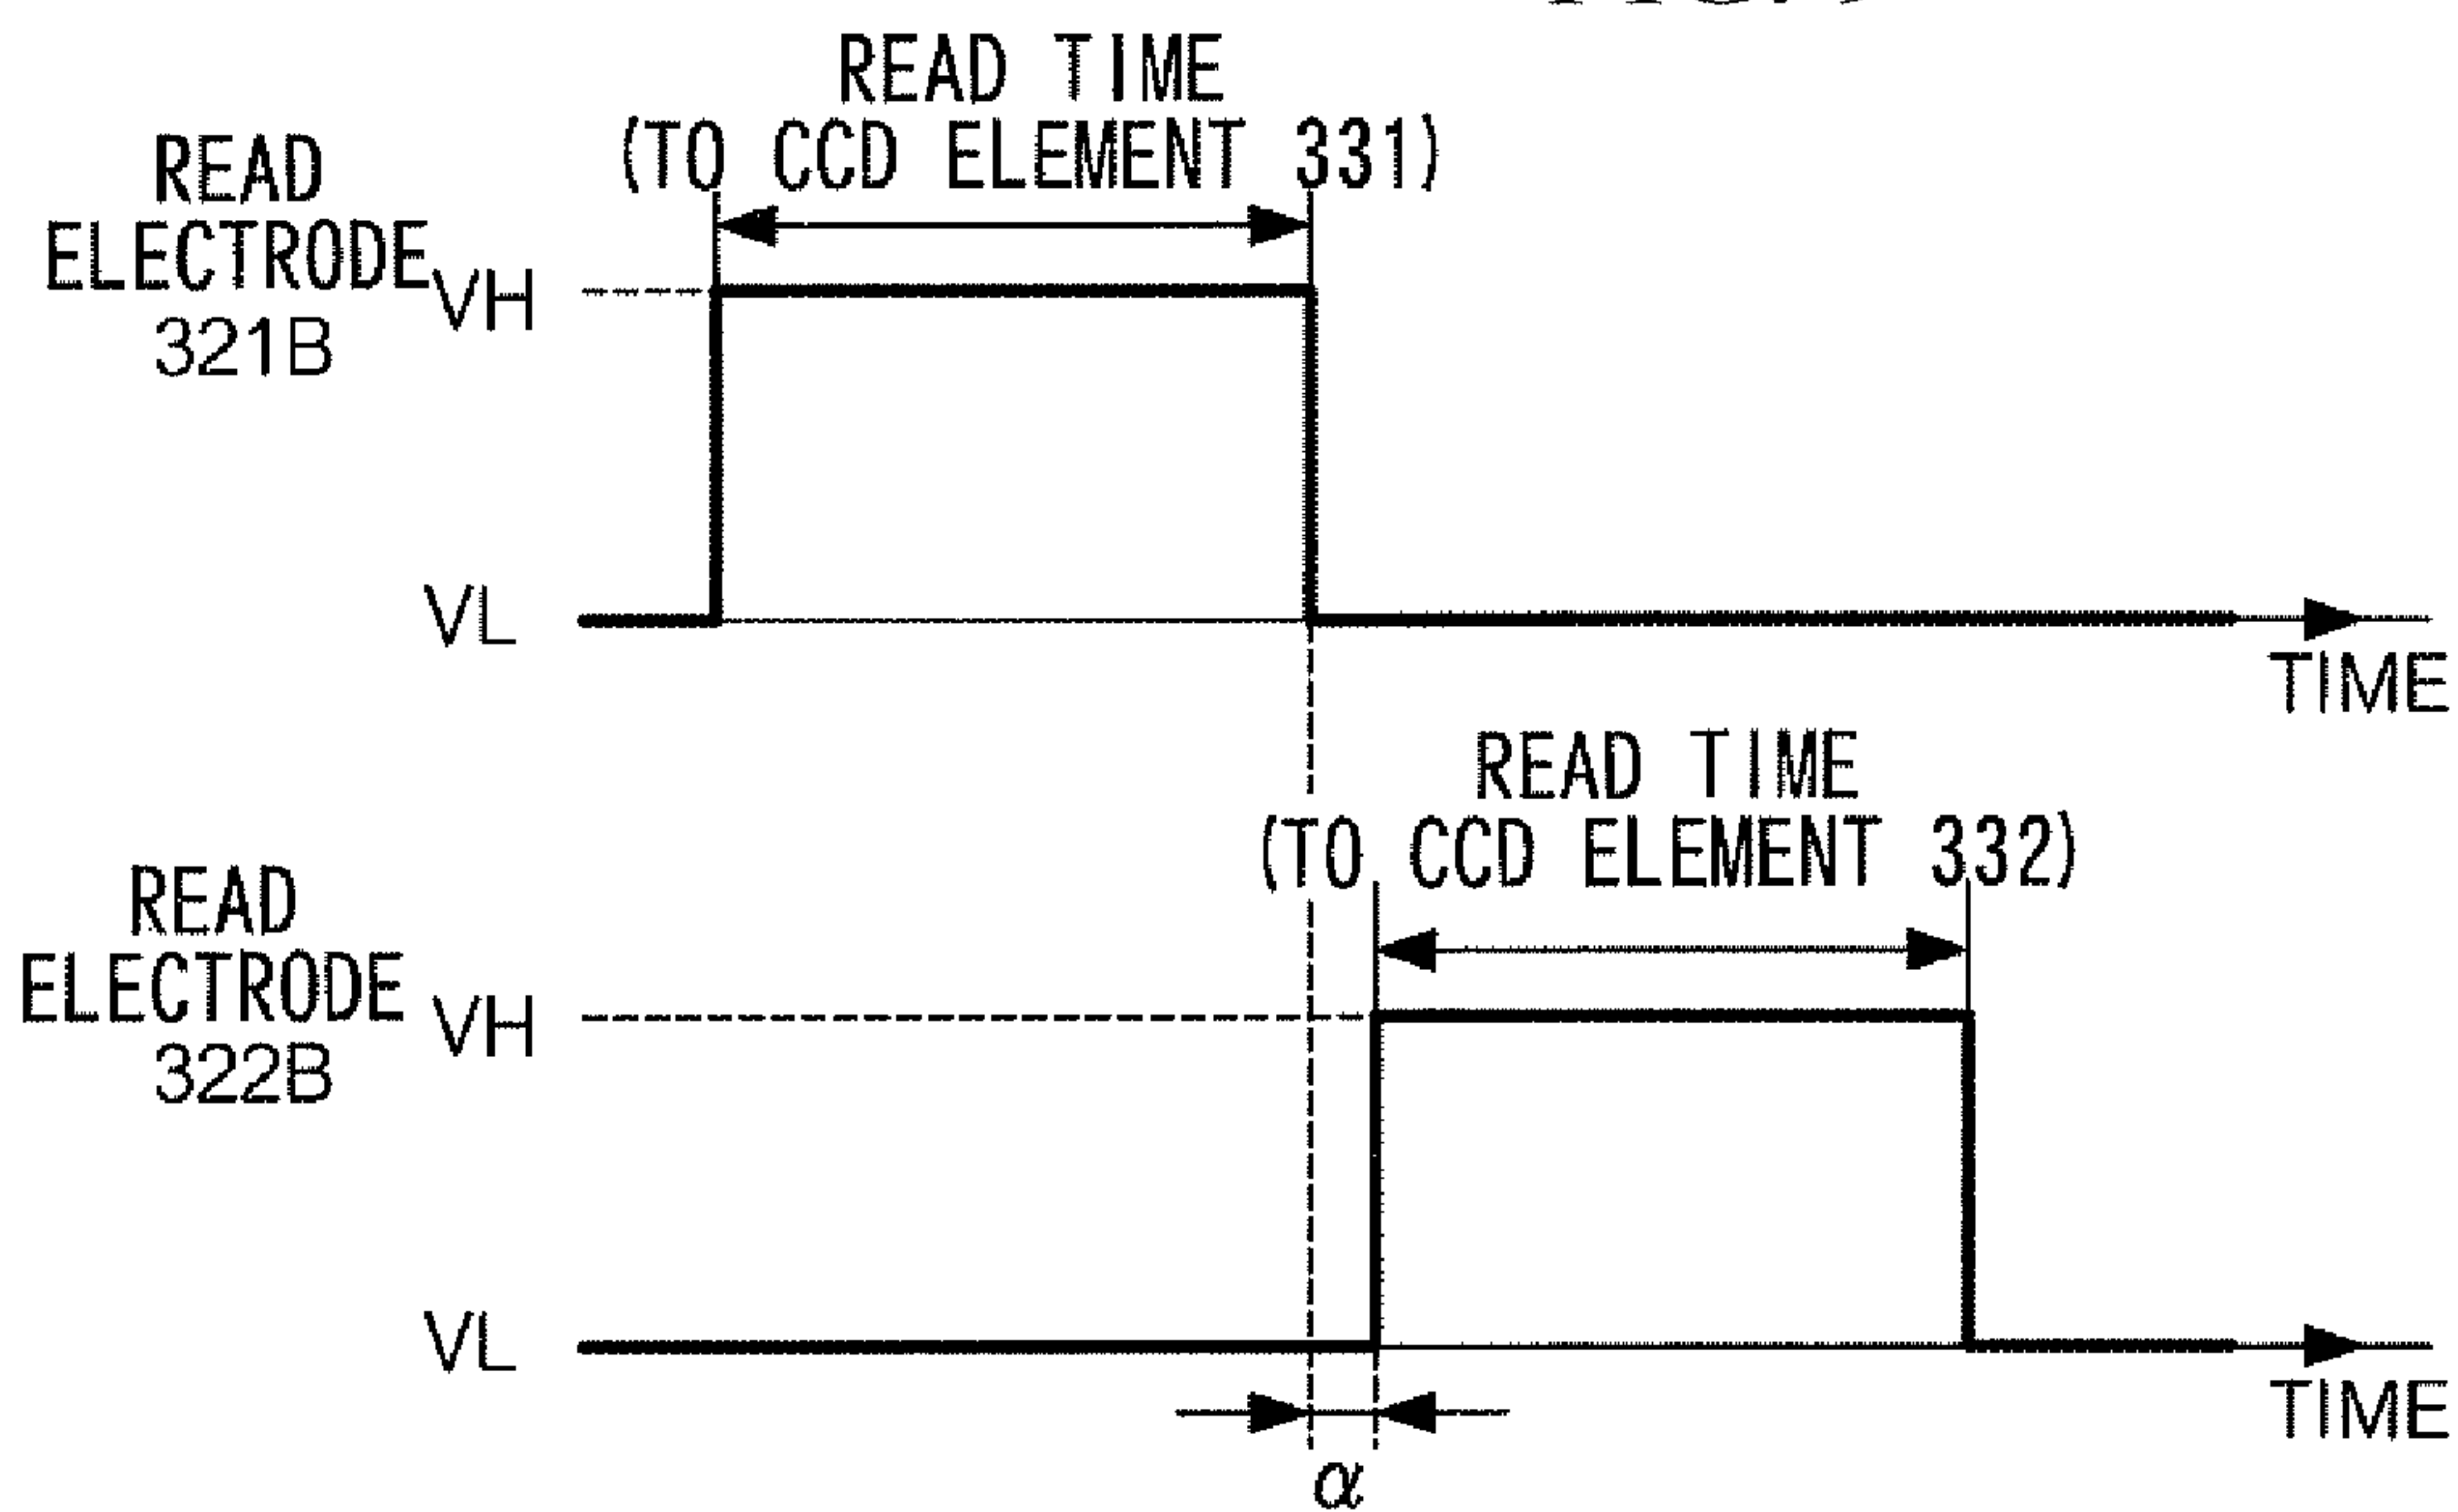 READ TIME
(TO CCD ELEMENT 331)
READ
ELECTRODE
321B
VH
VL
TIME
READ TIME
(TO CCD ELEMENT 332)
READ
ELECTRODE
322B
VH
VL
TIME
α